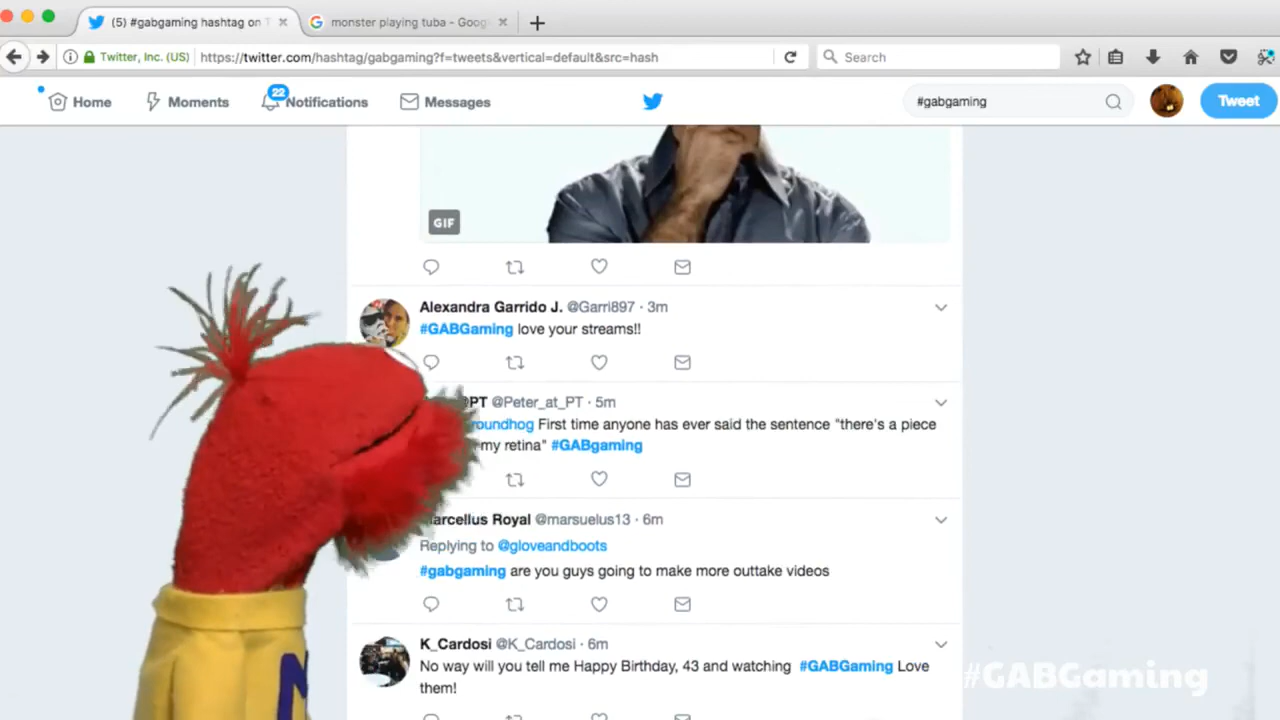 (5) #gabgaming hashtag on T
monster playing tuba - Goog
Twitter, Inc. (US)
https://twitter.com/hashtag/gabgaming?f=tweets&vertical=default&src=hash
Search
Home
Moments
22
Notifications
Messages
#gabgaming
Tweet
GIF
Alexandra Garrido J. @Garri897 · 3m
#GABGaming love your streams!!
PT @Peter_at_PT · 5m
First time anyone has ever said the sentence "there's a piece
my retina" #GABgaming
Royal @marsuelus13 · 6m
Replying to @gloveandboots
#gabgaming are you guys going to make more outtake videos
K_Cardosi @K_Cardosi · 6m
No way will you tell me Happy Birthday, 43 and watching #GABGaming Love
them!
#GABGaming
N